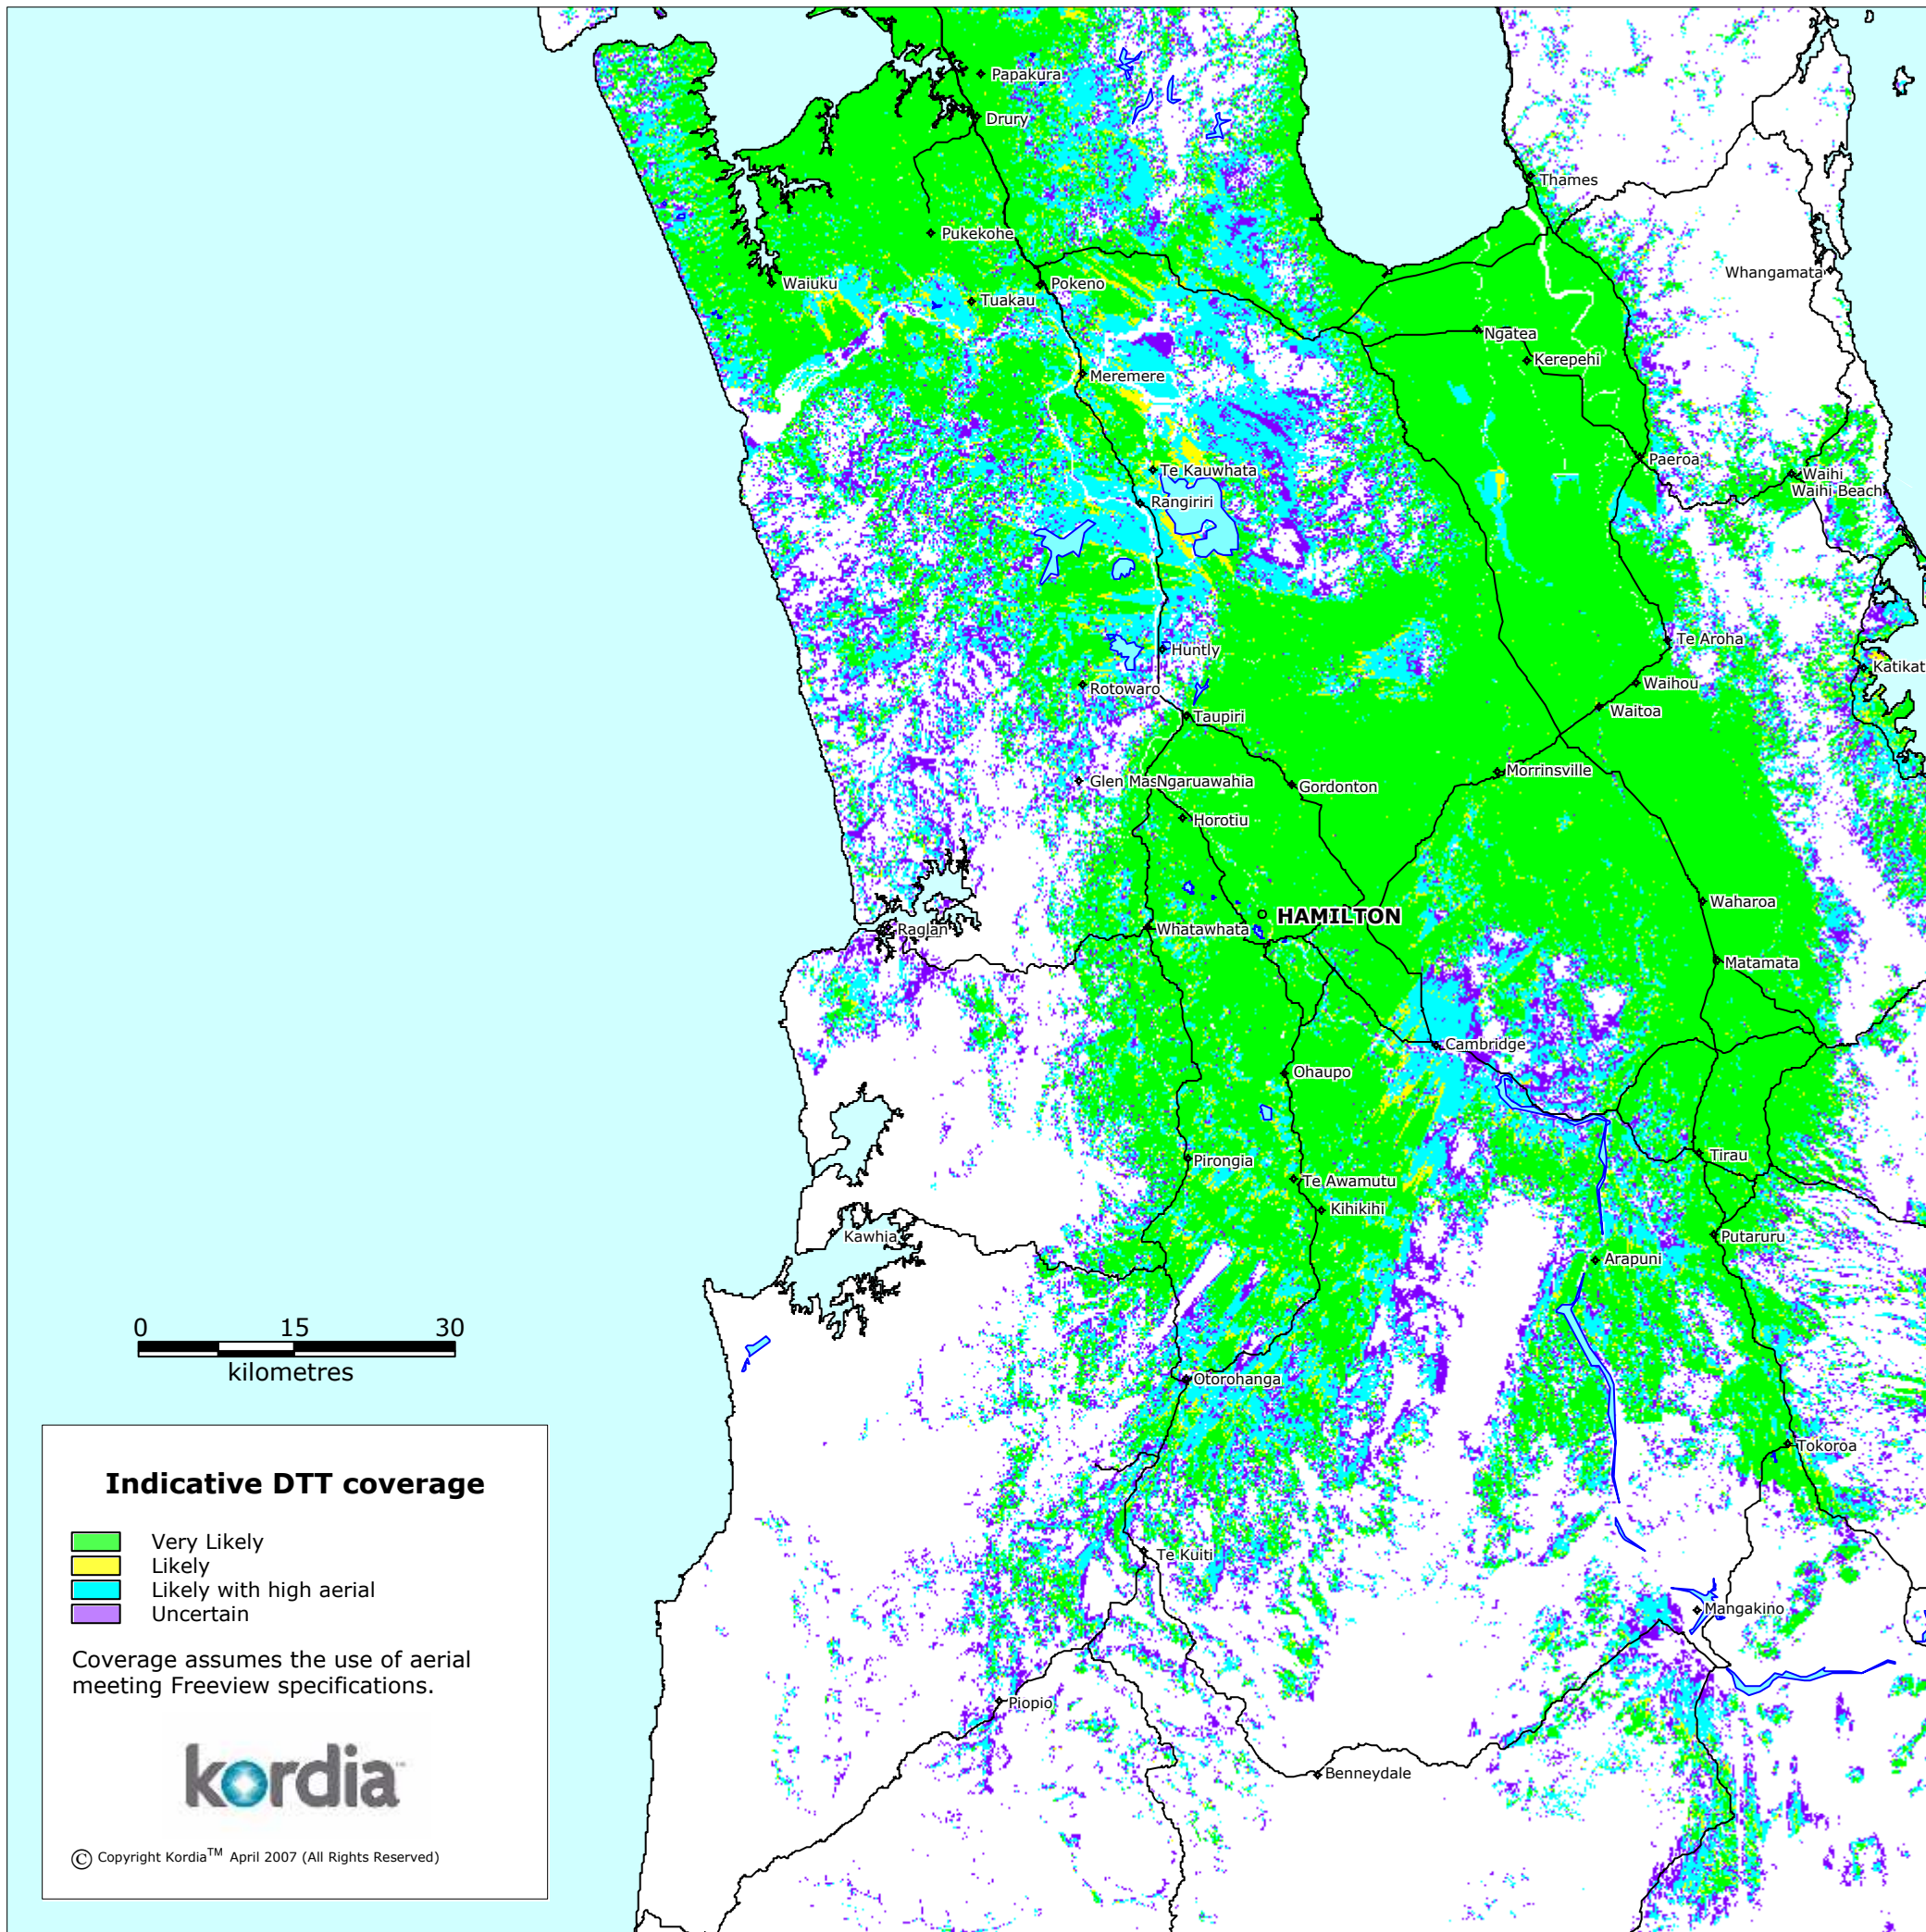 Papakura
Drury
Thames
Pukekohe
Whangamata
Waiuku
Pokeno
Tuakau
Ngatea
Kerepehi
Meremere
Te Kauwhata
Paeroa
Waihi
Waihi Beach
Rangiriri
Te Aroha
Huntly
Katikat
Rotowaro
Waihou
Taupiri
Waitoa
Morrinsville
Glen Mas
Ngaruawahia
Gordonton
Horotiu
Waharoa
HAMILTON
Raglan
Whatawhata
Matamata
Cambridge
Ohaupo
Pirongia
Tirau
Te Awamutu
Kihikihi
Kawhia
Putaruru
Arapuni
0 15 30
kilometres
Otorohanga
Tokoroa
Te Kuiti
Mangakino
Piopio
Benneydale
Indicative DTT coverage
Very Likely
Likely
Likely with high aerial
Uncertain
Coverage assumes the use of aerial
meeting Freeview specifications.
kordia™
© Copyright Kordia™ April 2007 (All Rights Reserved)